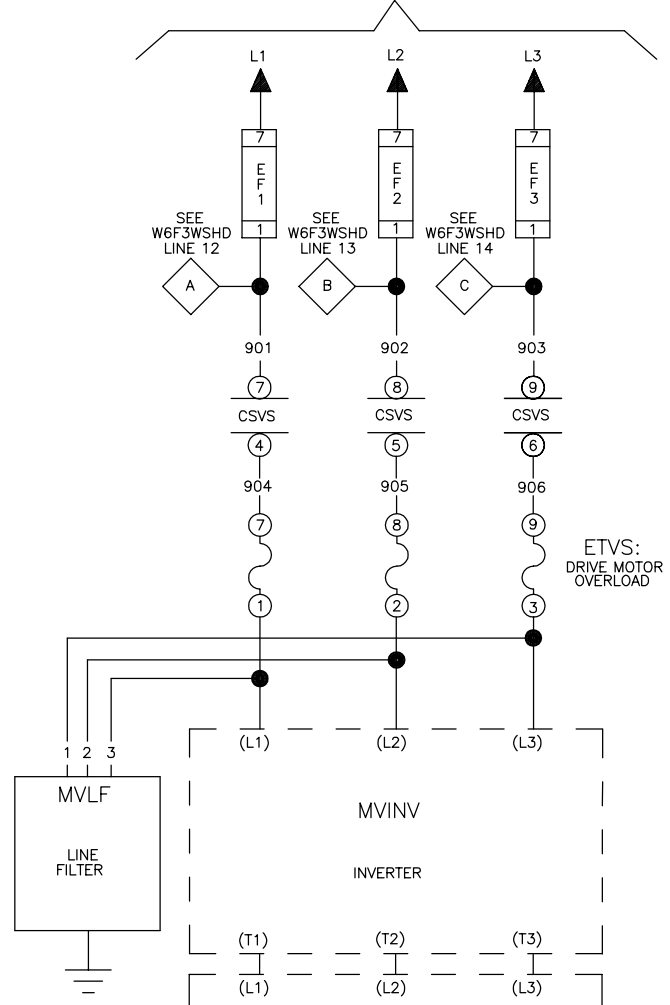 L1 L2 L3
7 7 7
E
F
1
E
F
2
E
F
3
1 1 1
SEE
W6F3WSHD
LINE 12
SEE
W6F3WSHD
LINE 13
SEE
W6F3WSHD
LINE 14
A B C
901 902 903
7 8 9
CSVS CSVS CSVS
4 5 6
904 905 906
7 8 9
ETVS:
DRIVE MOTOR
OVERLOAD
1 2 3
(L1) (L2) (L3)
1 2 3
MVLF
LINE
FILTER
MVINV
INVERTER
(T1) (T2) (T3)
(L1) (L2) (L3)